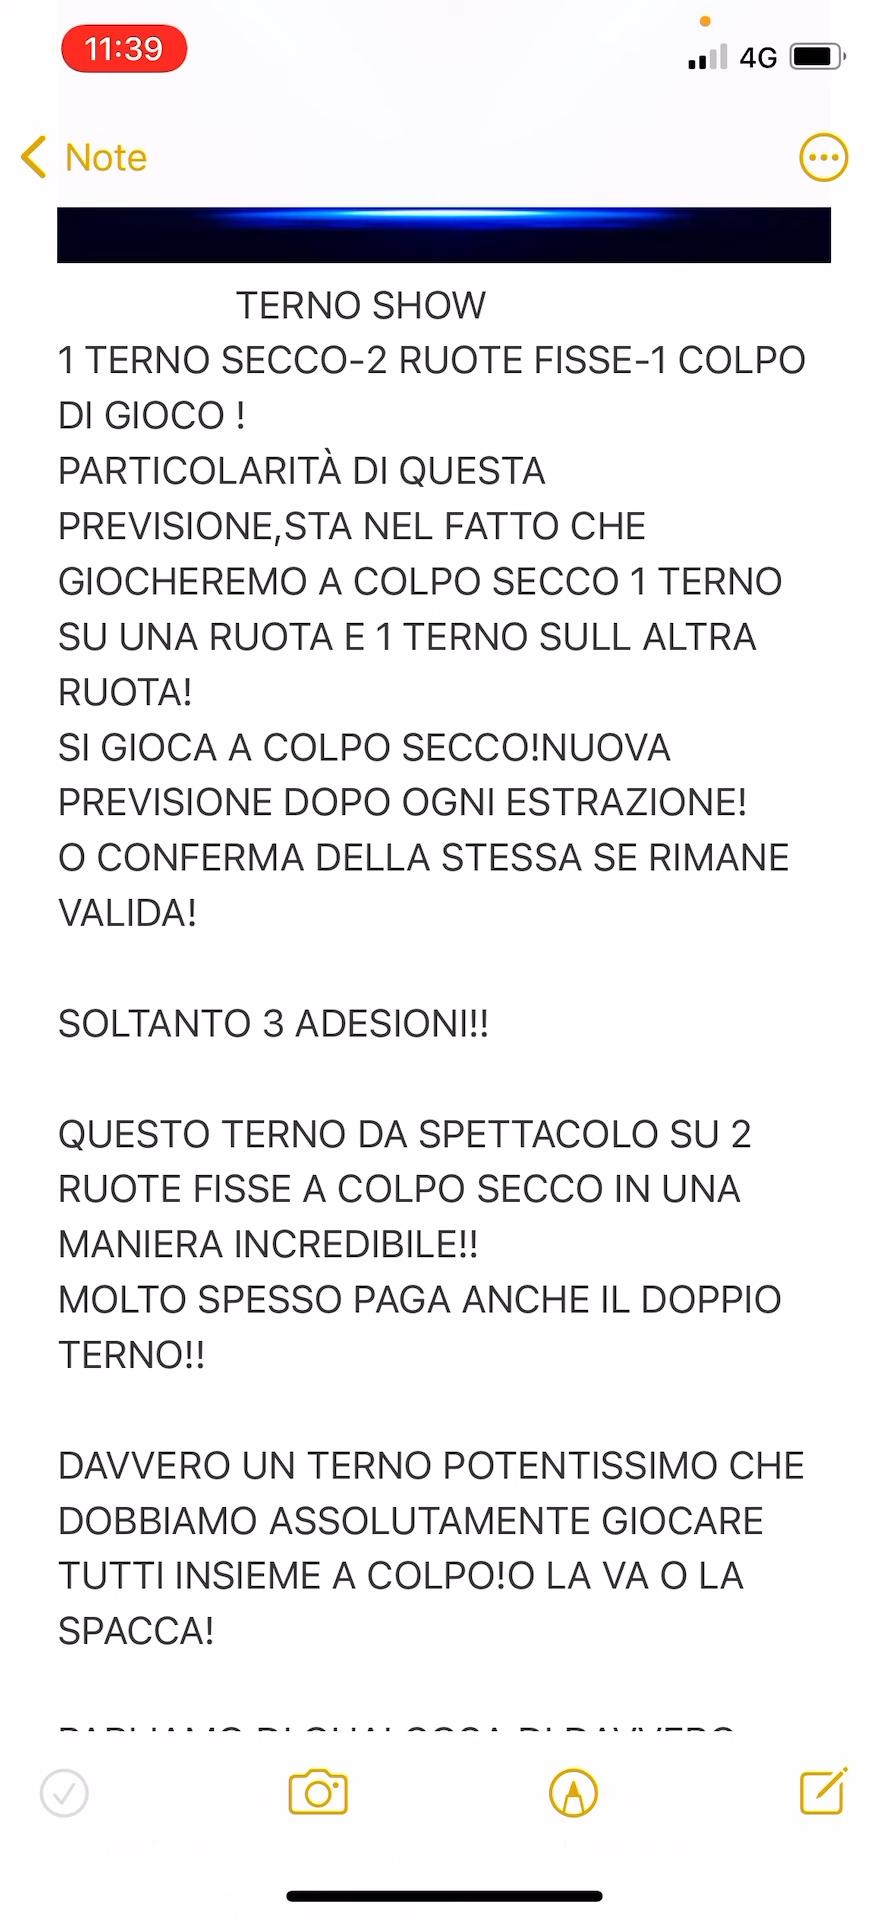 11:39
4G
Note
TERNO SHOW
1 TERNO SECCO-2 RUOTE FISSE-1 COLPO
DI GIOCO !
PARTICOLARITÀ DI QUESTA
PREVISIONE,STA NEL FATTO CHE
GIOCHEREMO A COLPO SECCO 1 TERNO
SU UNA RUOTA E 1 TERNO SULL ALTRA
RUOTA!
SI GIOCA A COLPO SECCO!NUOVA
PREVISIONE DOPO OGNI ESTRAZIONE!
O CONFERMA DELLA STESSA SE RIMANE
VALIDA!
SOLTANTO 3 ADESIONI!!
QUESTO TERNO DA SPETTACOLO SU 2
RUOTE FISSE A COLPO SECCO IN UNA
MANIERA INCREDIBILE!!
MOLTO SPESSO PAGA ANCHE IL DOPPIO
TERNO!!
DAVVERO UN TERNO POTENTISSIMO CHE
DOBBIAMO ASSOLUTAMENTE GIOCARE
TUTTI INSIEME A COLPO!O LA VA O LA
SPACCA!